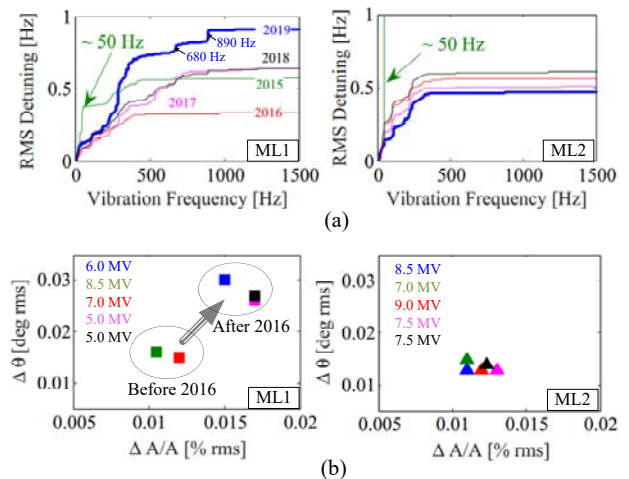 RMS Detuning [Hz]
1
0.5
0
~ 50 Hz
2019
890 Hz
680 Hz
2018
2015
2017
2016
ML1
0 500 1000 1500
Vibration Frequency [Hz]
RMS Detuning [Hz]
2
1.5
1
0.5
0
~ 50 Hz
ML2
0 500 1000 1500
Vibration Frequency [Hz]
(a)
Δ θ [deg rms]
0.03
0.02
0.01
6.0 MV
8.5 MV
7.0 MV
5.0 MV
5.0 MV
After 2016
Before 2016
ML1
0.005 0.01 0.015 0.02
Δ A/A [% rms]
Δ θ [deg rms]
0.03
0.02
0.01
8.5 MV
7.0 MV
9.0 MV
7.5 MV
7.5 MV
ML2
0.005 0.01 0.015 0.02
Δ A/A [% rms]
(b)